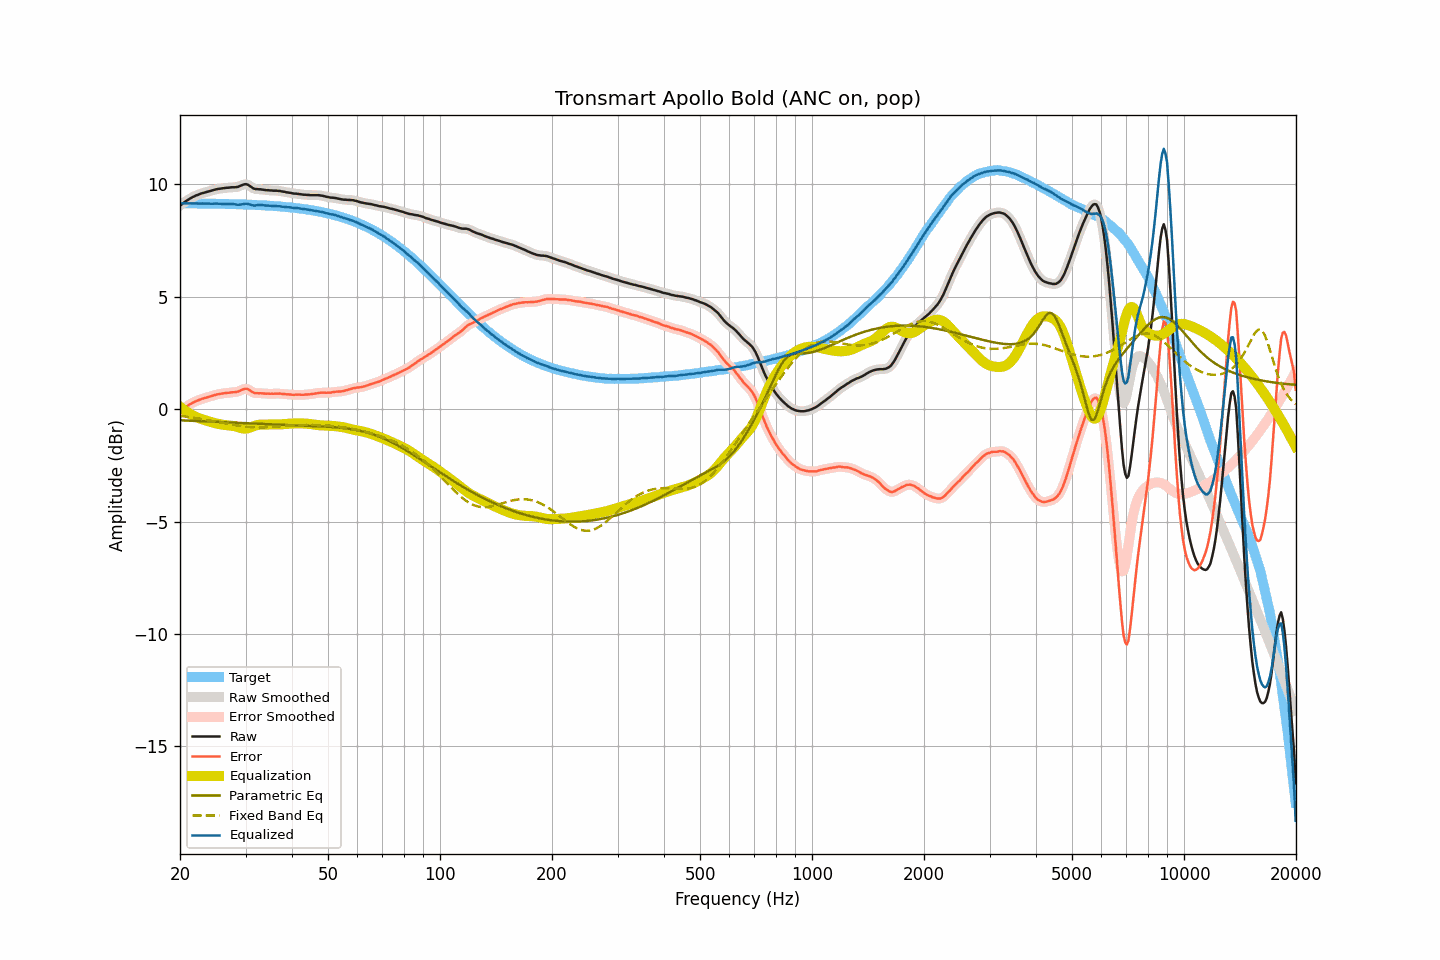 Tronsmart Apollo Bold (ANC on, pop)
10
5
0
−5
−10
−15
Amplitude (dBr)
Target
Raw Smoothed
Error Smoothed
Raw
Error
Equalization
Parametric Eq
Fixed Band Eq
Equalized
20 50 100 200 500 1000 2000 5000 10000 20000
Frequency (Hz)